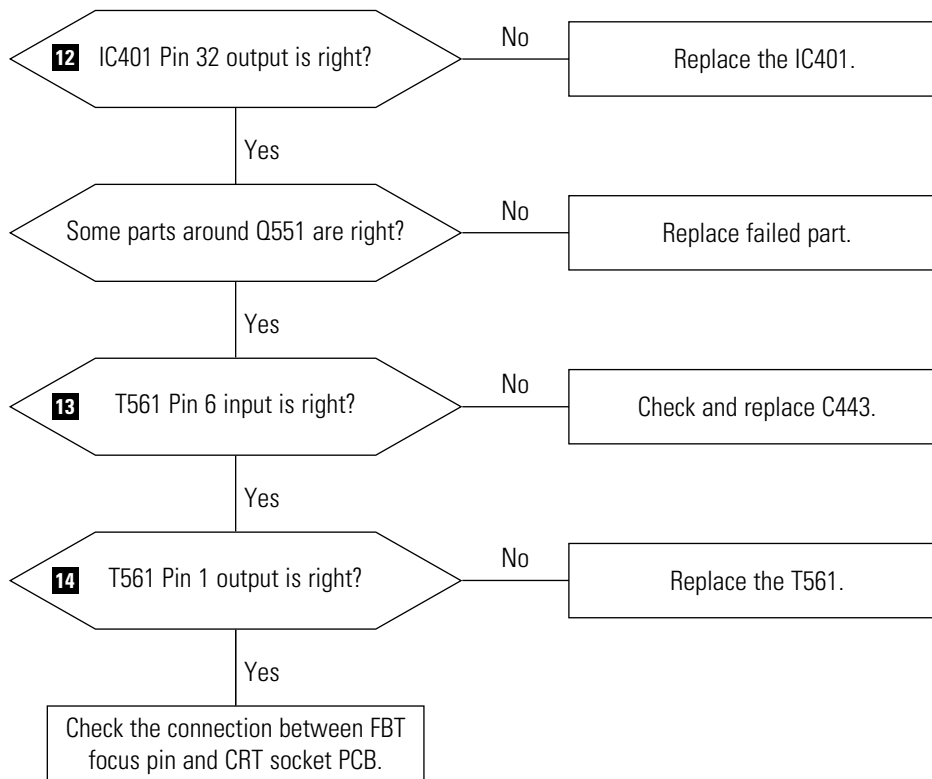 12 IC401 Pin 32 output is right?
No
Replace the IC401.
Yes
Some parts around Q551 are right?
No
Replace failed part.
Yes
13 T561 Pin 6 input is right?
No
Check and replace C443.
Yes
14 T561 Pin 1 output is right?
No
Replace the T561.
Yes
Check the connection between FBT
focus pin and CRT socket PCB.